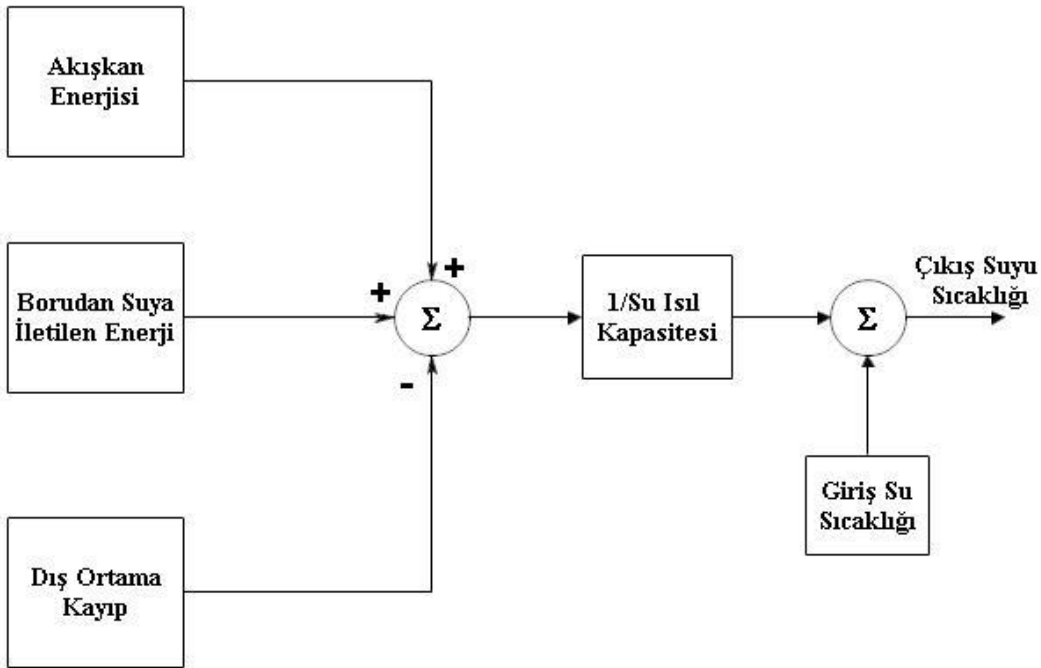 Akışkan
Enerjisi
+
+
Borudan Suya
İletilen Enerji
Σ
1/Su Isıl
Kapasitesi
Σ
Çıkış Suyu
Sıcaklığı
-
Giriş Su
Sıcaklığı
Dış Ortama
Kayıp